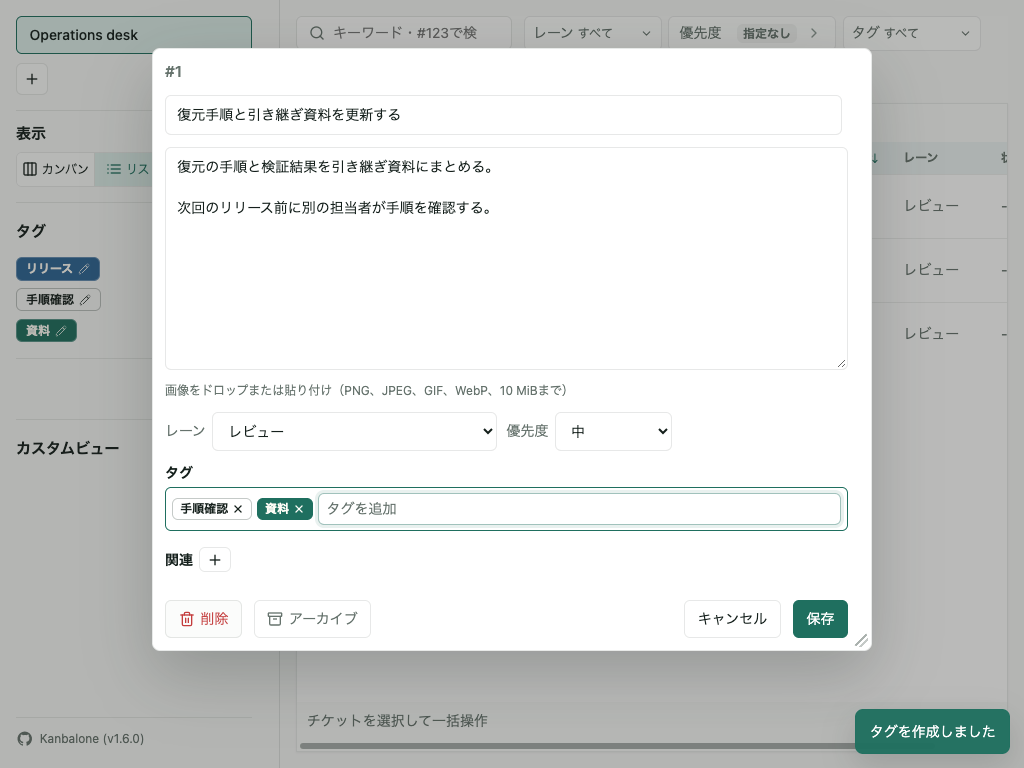 Operations desk
キーワード・#123で検
レーン すべて
優先度 指定なし
タグ すべて
表示
カンバン
リス
タグ
リリース
手順確認
資料
カスタムビュー
Kanbalone (v1.6.0)
#1
復元手順と引き継ぎ資料を更新する
復元の手順と検証結果を引き継ぎ資料にまとめる。
次回のリリース前に別の担当者が手順を確認する。
画像をドロップまたは貼り付け（PNG、JPEG、GIF、WebP、10 MiBまで）
レーン レビュー 優先度 中
タグ
手順確認 × 資料 × タグを追加
関連 +
削除 アーカイブ キャンセル 保存
↓ レーン
レビュー
レビュー
レビュー
チケットを選択して一括操作
タグを作成しました